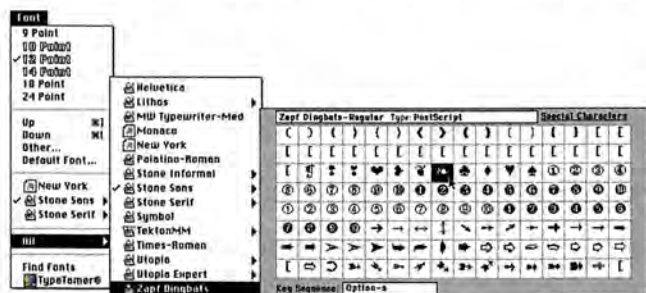 Font
9 Point
10 Point
✓12 Point
14 Point
18 Point
24 Point
Up ⌘]
Down ⌘[
Other...
Default Font...
New York
✓ Stone Sans
Stone Serif
All
Find Fonts
TypeTamer©
Helvetica
Lithos
MW Typewriter-Med
Monaco
New York
Palatino-Roman
Stone Informal
✓ Stone Sans
Stone Serif
Symbol
TektonMM
Times-Roman
Utopia
Utopia Expert
Zapf Dingbats
Zapf Dingbats-Regular Type: PostScript Special Characters
Key Sequence: Option-s